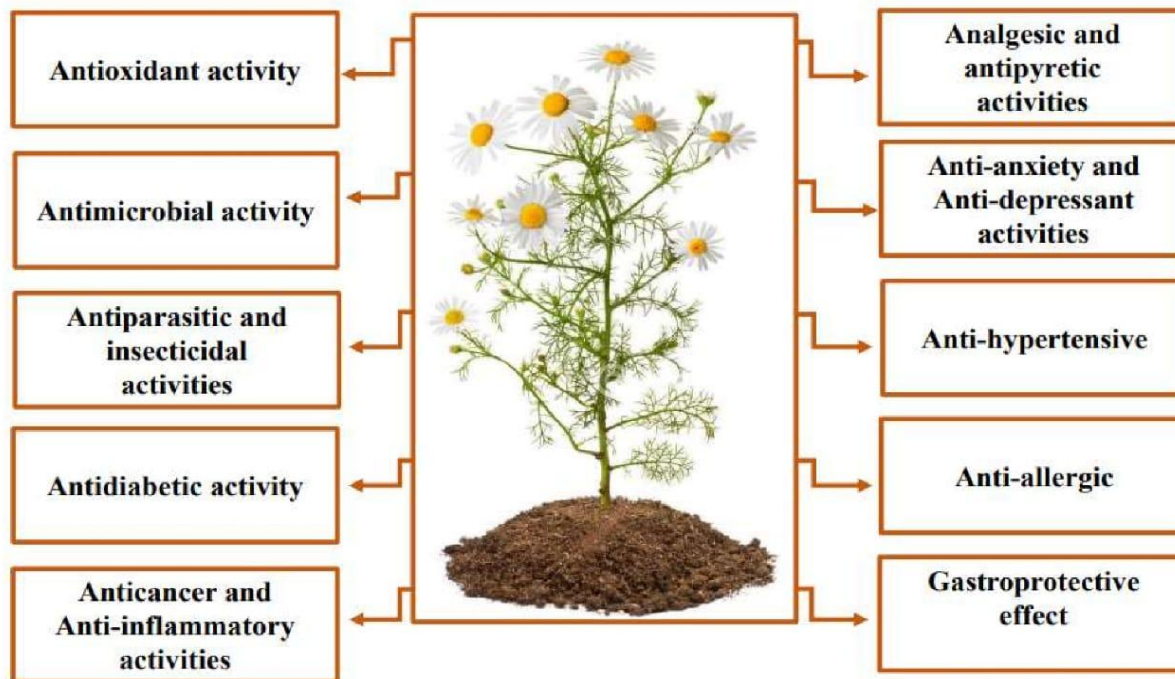 Antioxidant activity
Antimicrobial activity
Antiparasitic and
insecticidal
activities
Antidiabetic activity
Anticancer and
Anti-inflammatory
activities
Analgesic and
antipyretic
activities
Anti-anxiety and
Anti-depressant
activities
Anti-hypertensive
Anti-allergic
Gastroprotective
effect